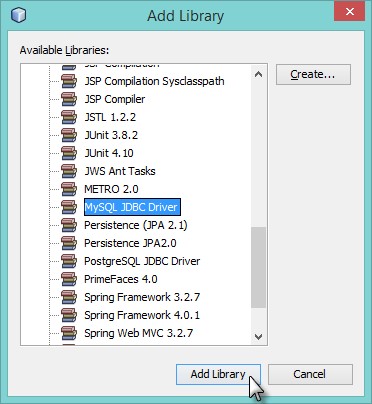 Add Library
Available Libraries:
Create...
JSP Compilation Sysclasspath
JSP Compiler
JSTL 1.2.2
JUnit 3.8.2
JUnit 4.10
JWS Ant Tasks
METRO 2.0
MySQL JDBC Driver
Persistence (JPA 2.1)
Persistence JPA2.0
PostgreSQL JDBC Driver
PrimeFaces 4.0
Spring Framework 3.2.7
Spring Framework 4.0.1
Spring Web MVC 3.2.7
Add Library
Cancel